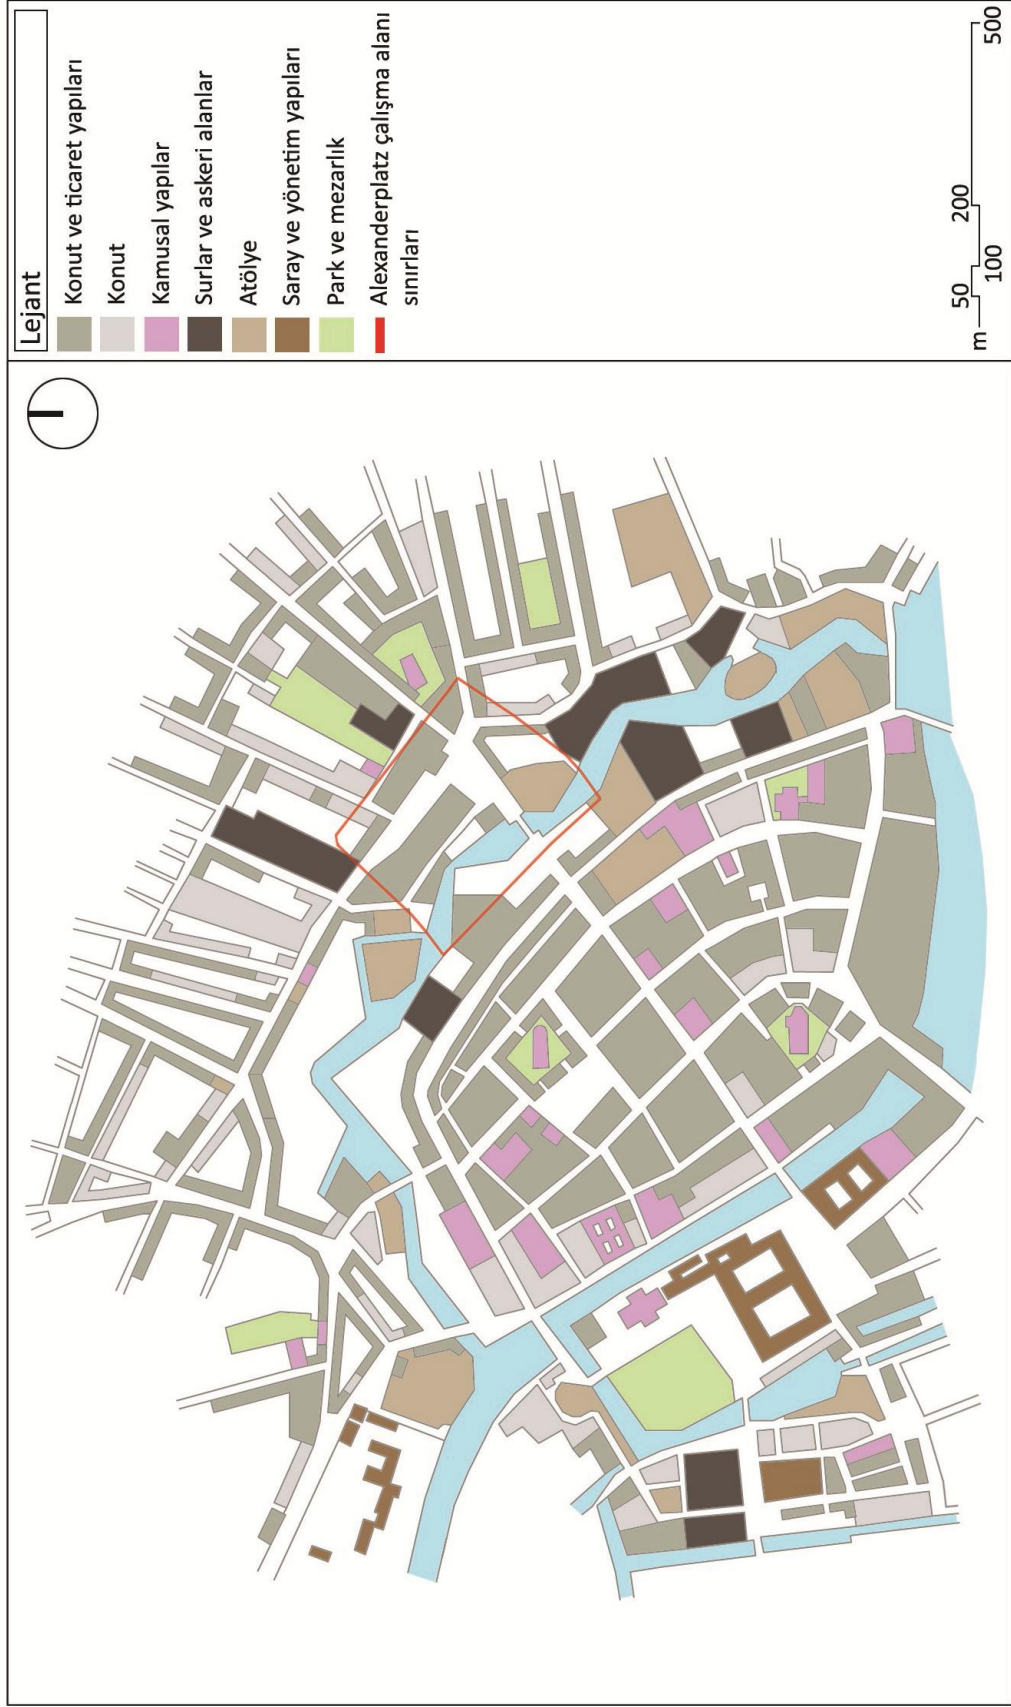 Lejant
Konut ve ticaret yapıları
Konut
Kamusal yapılar
Surlar ve askeri alanlar
Atölye
Saray ve yönetim yapıları
Park ve mezarlık
Alexanderplatz çalışma alanı
sınırları
m 50 100 200 500